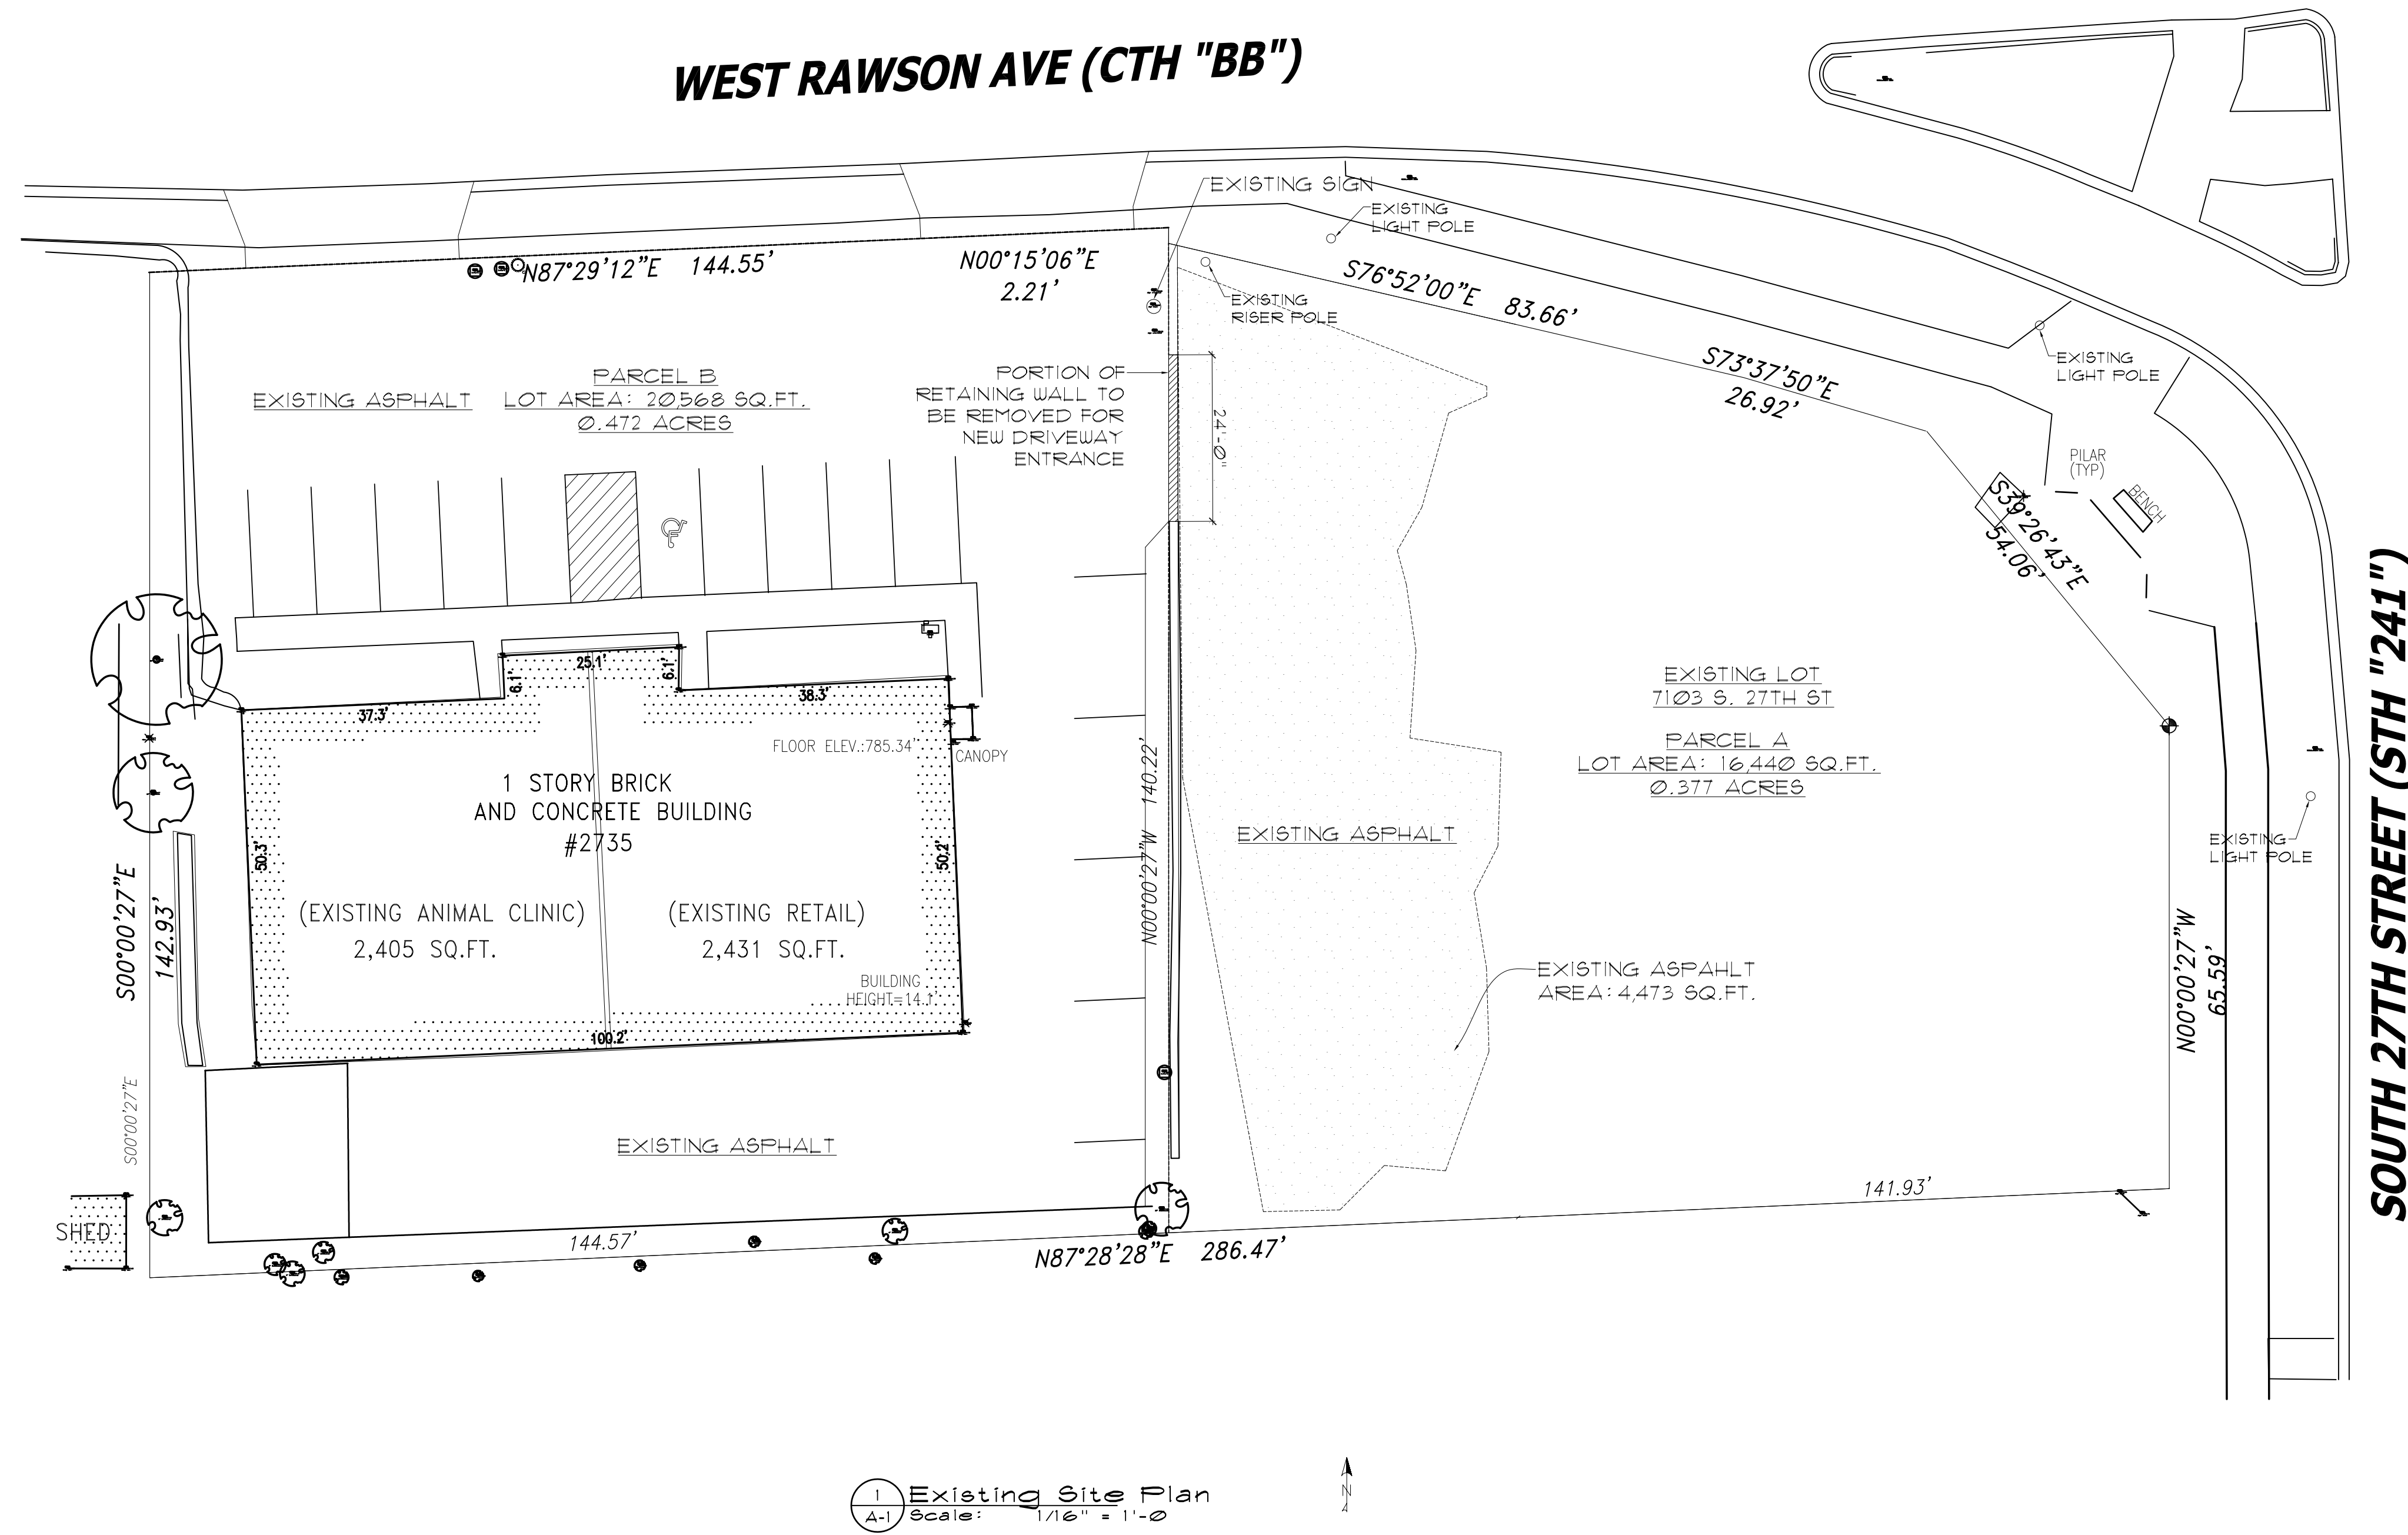 WEST RAWSON AVE (CTH "BB")
EXISTING SIGN
EXISTING
LIGHT POLE
N87°29'12"E 144.55'
N00°15'06"E
2.21'
S76°52'00"E 83.66'
EXISTING
RISER POLE
S73°37'50"E
26.92'
EXISTING
LIGHT POLE
PARCEL B
EXISTING ASPHALT
LOT AREA: 20,568 SQ.FT.
0.472 ACRES
PORTION OF
RETAINING WALL TO
BE REMOVED FOR
NEW DRIVEWAY
ENTRANCE
24'-0"
PILAR
(TYP)
BENCH
S39°26'43"E
54.06'
SOUTH 27TH STREET (STH "241")
25.1'
6.1'
6.1'
37.3'
38.3'
FLOOR ELEV.:785.34'
CANOPY
1 STORY BRICK
AND CONCRETE BUILDING
#2735
50.3'
50.2'
(EXISTING ANIMAL CLINIC)
2,405 SQ.FT.
(EXISTING RETAIL)
2,431 SQ.FT.
BUILDING
HEIGHT=14.1'
100.2'
N00°00'27"W 140.22'
EXISTING LOT
7103 S. 27TH ST
PARCEL A
LOT AREA: 16,440 SQ.FT.
0.377 ACRES
EXISTING ASPHALT
EXISTING
LIGHT POLE
EXISTING ASPAHLT
AREA: 4,473 SQ.FT.
N00°00'27"W
65.59'
S00°00'27"E
142.93'
S00°00'27"E
EXISTING ASPHALT
SHED
144.57'
141.93'
N87°28'28"E 286.47'
1
A-1
Existing Site Plan
Scale: 1/16" = 1'-0
N